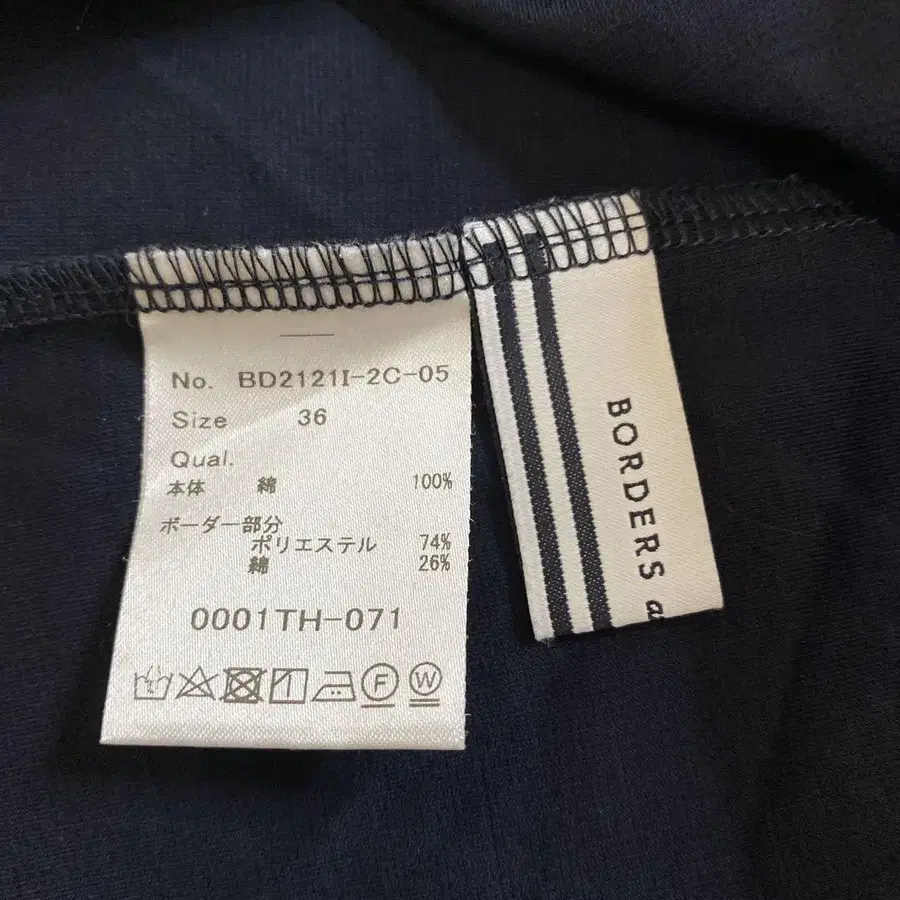 No. BD2121I-2C-05
Size 36
Qual.
本体 綿 100%
ボーダー部分
ポリエステル 74%
綿 26%
0001TH-071
F W
BORDERS